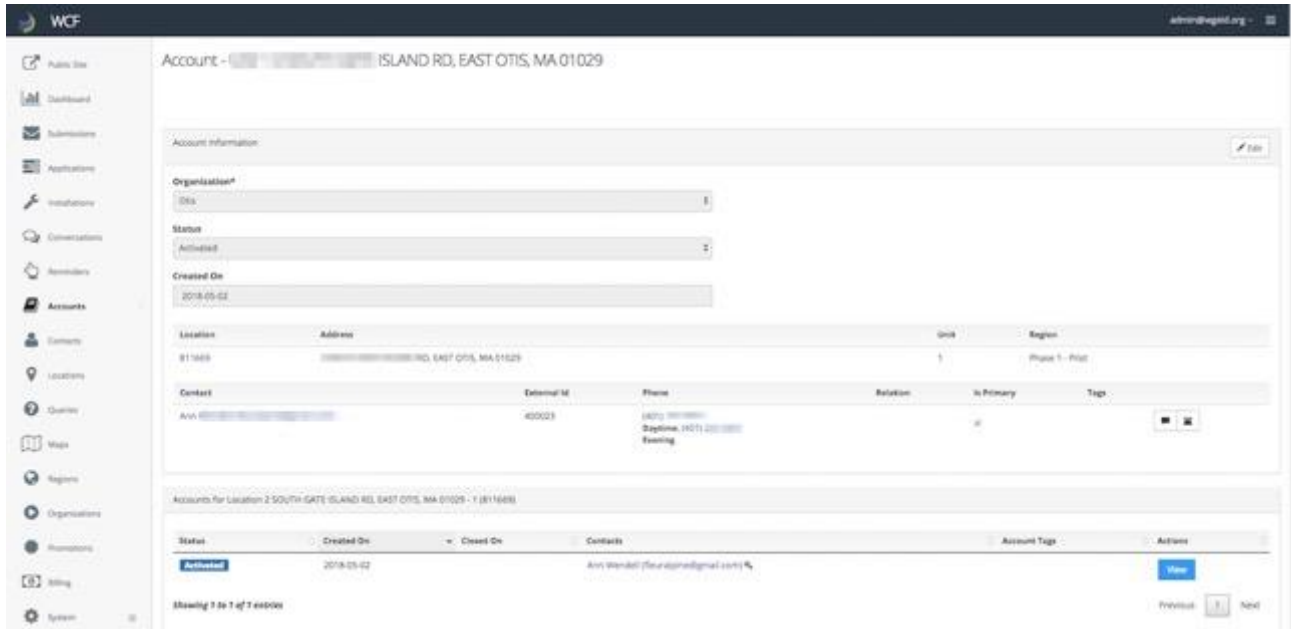 WCF
Public Site
Dashboard
Submissions
Applications
Installations
Conversations
Reminders
Accounts
Contacts
Locations
Queries
Maps
Regions
Organisations
Promotions
Billing
System
Account - ISLAND RD, EAST OTIS, MA 01029
Account Information
Edit
Organisation*
Otis
Status
Activated
Created On
2018-05-02
Location Address Unit Region
811669 RD, EAST OTIS, MA 01029 1 Phase 1 -
Contact External Id Phone Relation Is Primary Tags
Ann 400023
Daytime:
Evening
Accounts for Location 2 SOUTH GATE ISLAND RD, EAST OTIS, MA 01029 - 1 (811669)
Status Created On Closed On Contacts Account Tags Actions
Activated 2018-05-02 Ann Wendell View
Showing 1 to 1 of 1 entries
Previous 1 Next